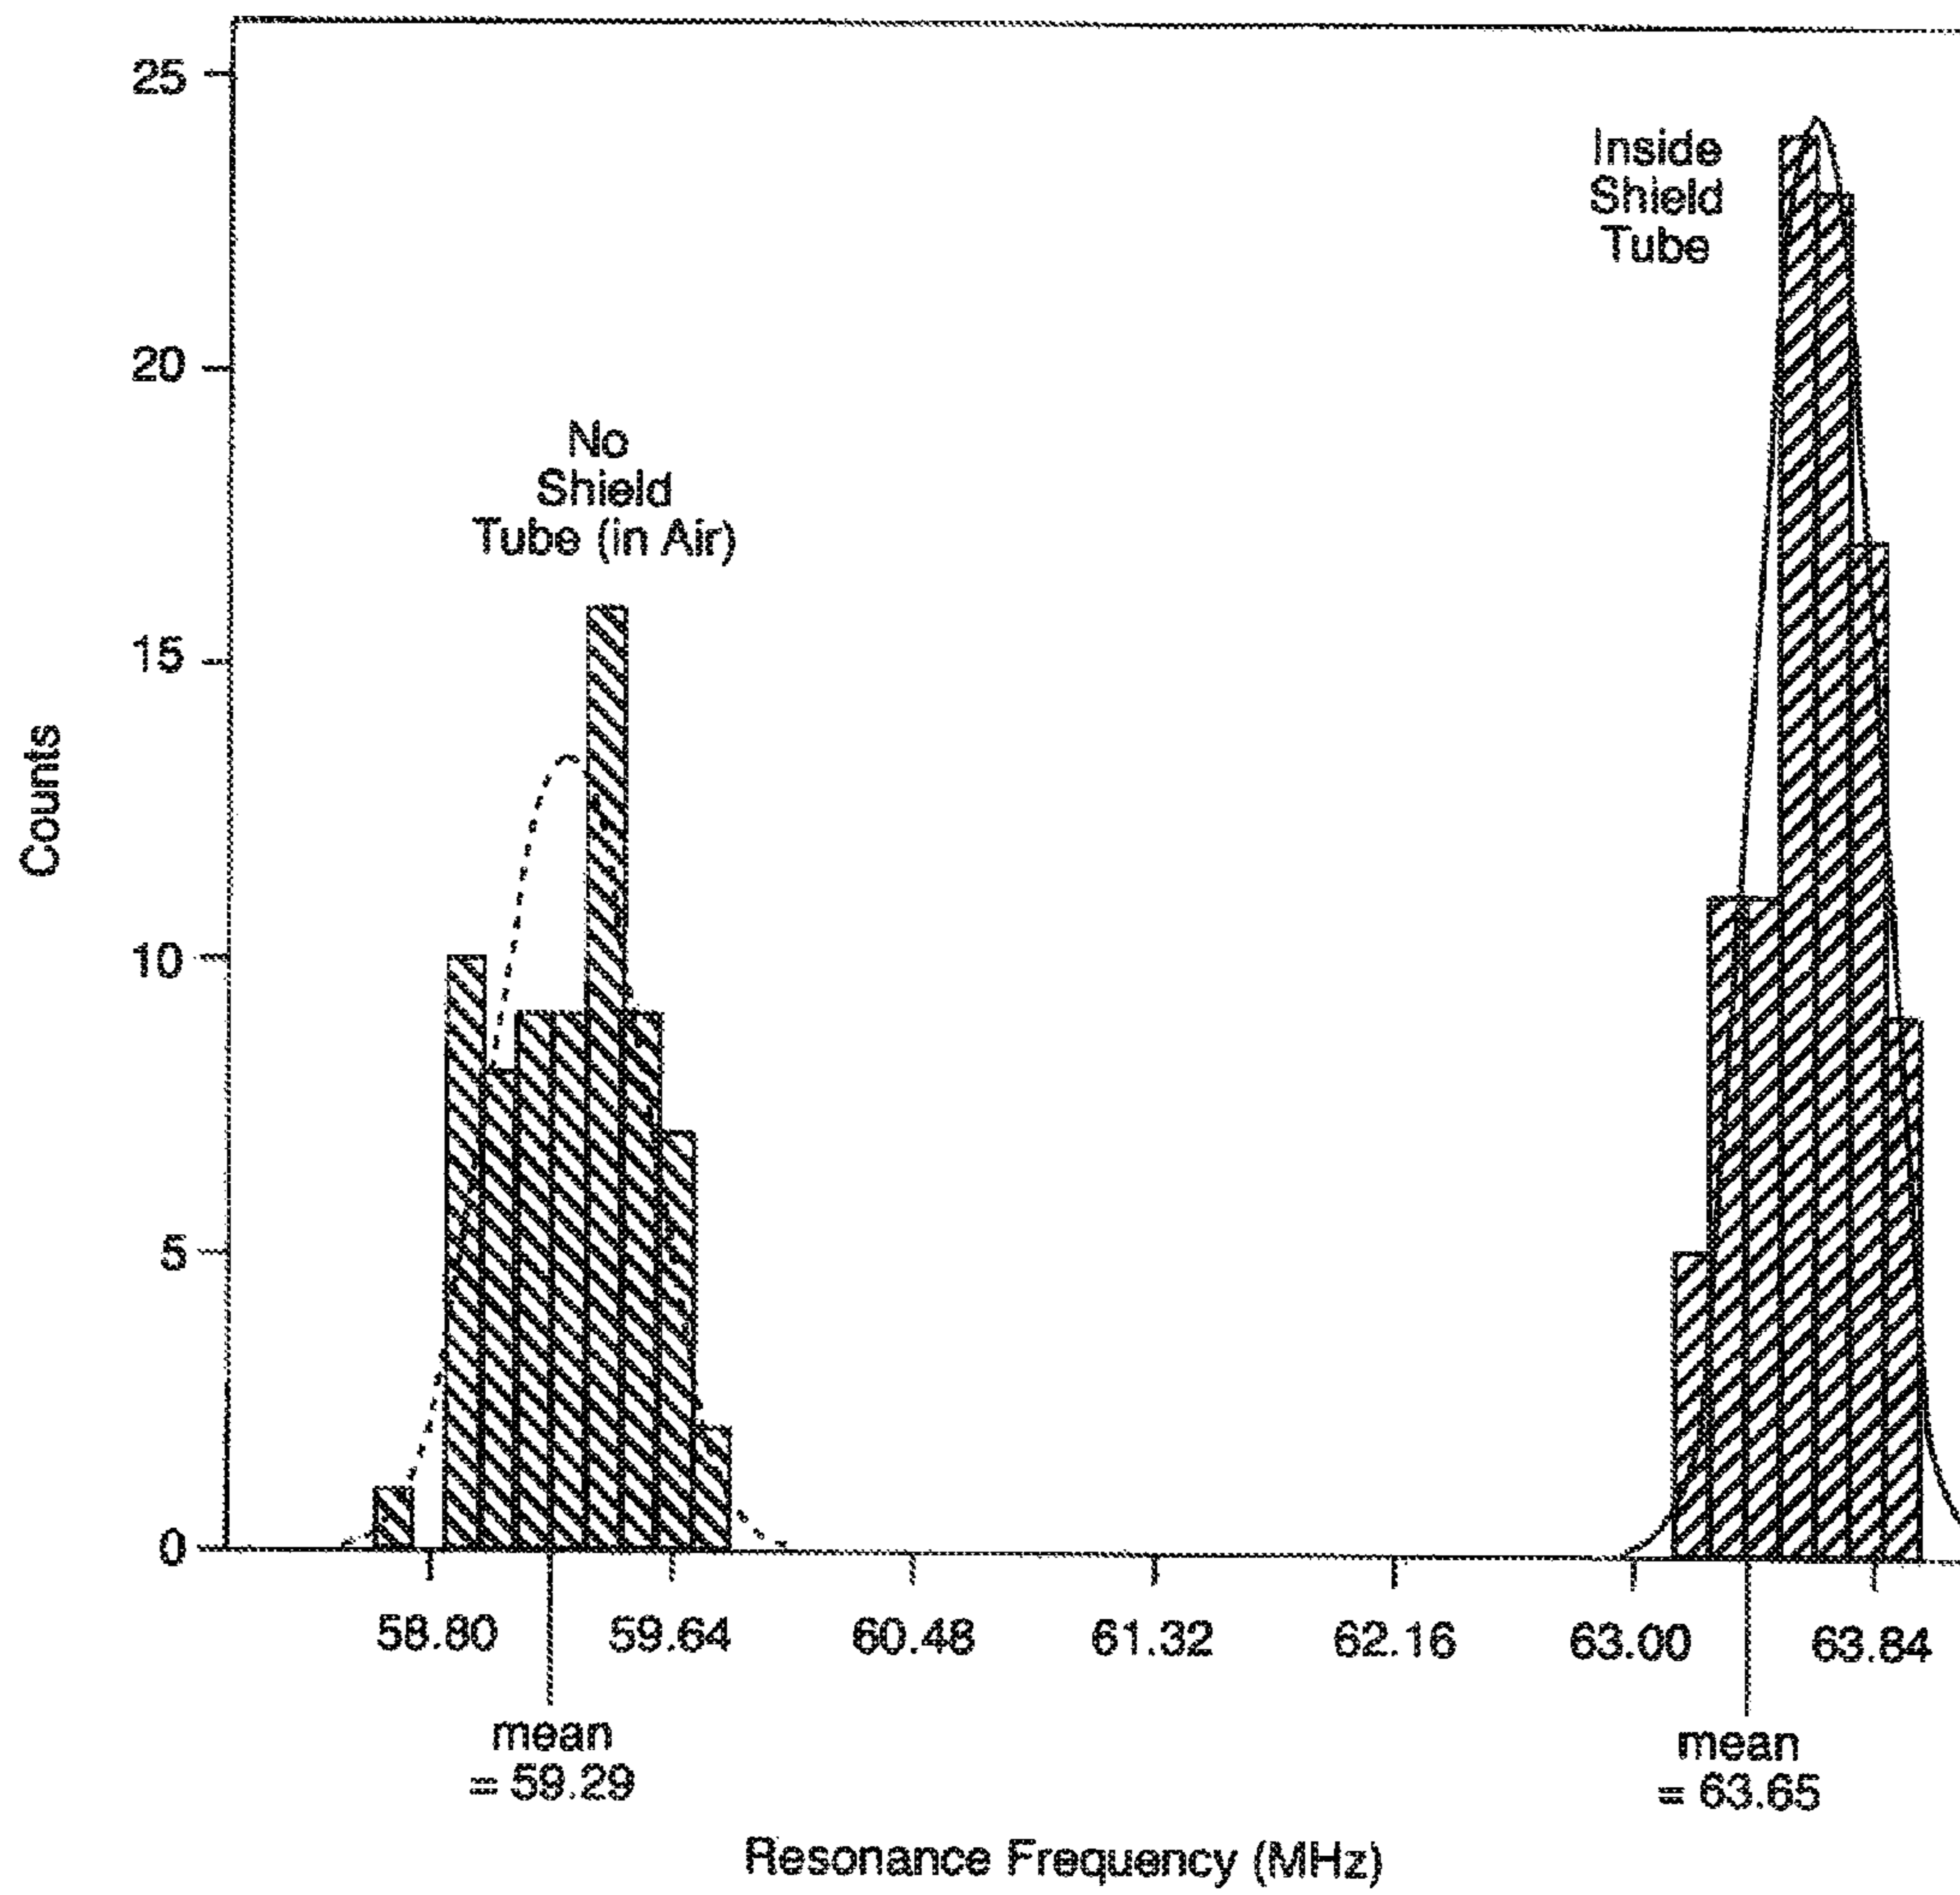 25
20
15
10
5
0
Counts
No
Shield
Tube (in Air)
Inside
Shield
Tube
58.80
59.64
60.48
61.32
62.16
63.00
63.84
mean
= 59.29
mean
= 63.65
Resonance Frequency (MHz)